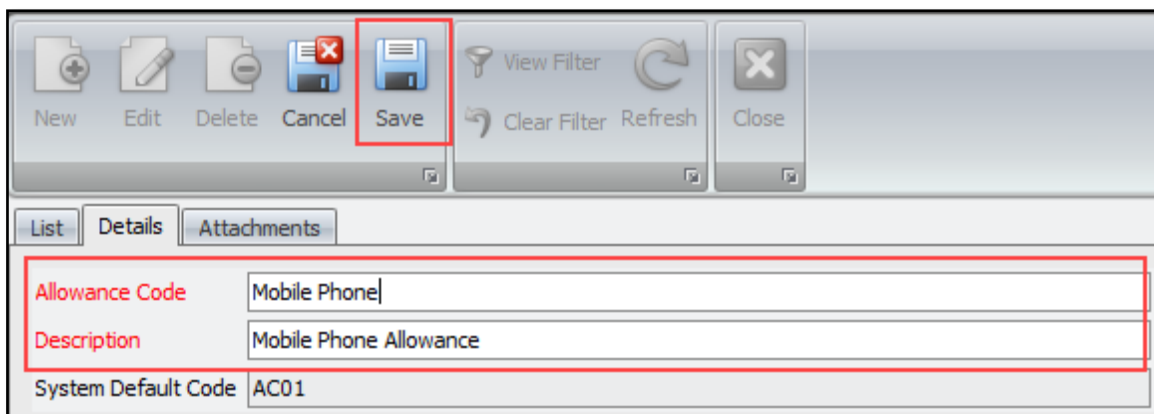 View Filter
New Edit Delete Cancel Save Clear Filter Refresh Close
List Details Attachments
Allowance Code Mobile Phone
Description Mobile Phone Allowance
System Default Code AC01